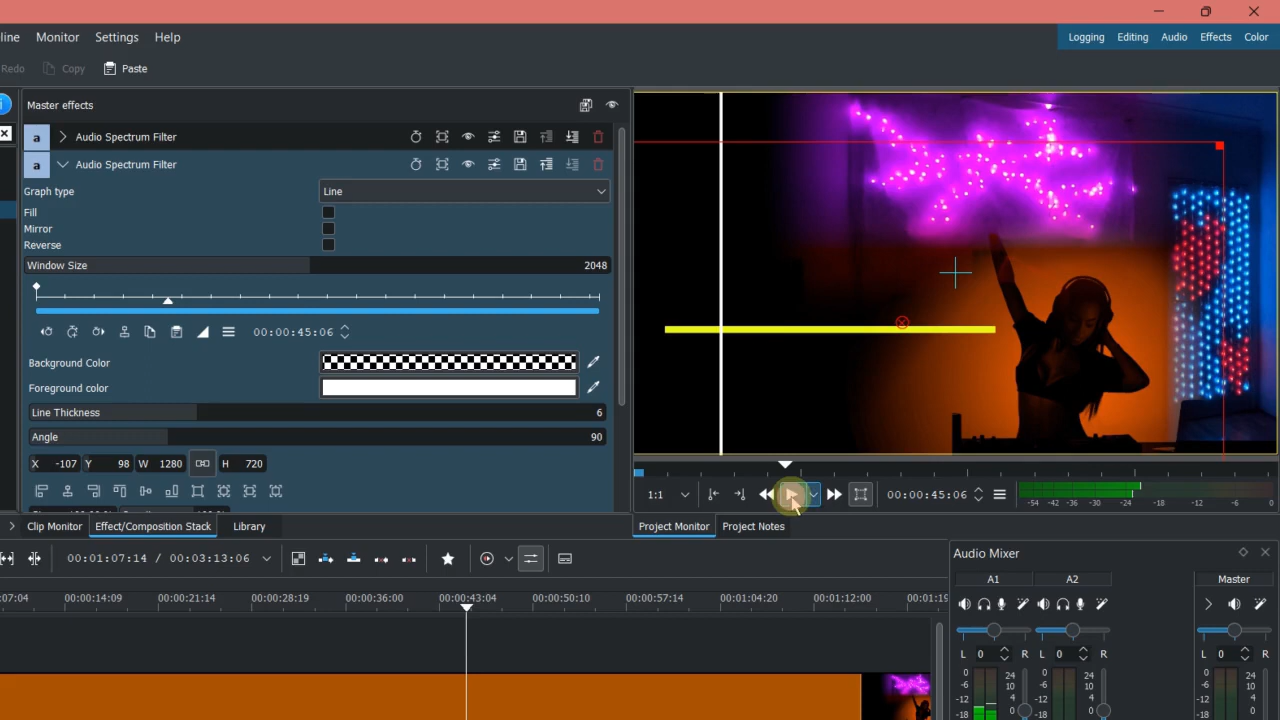 line Monitor Settings Help
Logging Editing Audio Effects Color
Redo Copy Paste
Master effects
a Audio Spectrum Filter
a Audio Spectrum Filter
Graph type Line
Fill
Mirror
Reverse
Window Size 2048
00:00:45:06
Background Color
Foreground color
Line Thickness 6
Angle 90
X -107 Y 98 W 1280 H 720
1:1 00:00:45:06 -54 -42 -36 -30 -24 -18 -12 -6 0
Clip Monitor Effect/Composition Stack Library
Project Monitor Project Notes
00:01:07:14 / 00:03:13:06
:07:04 00:00:14:09 00:00:21:14 00:00:28:19 00:00:36:00 00:00:43:04 00:00:50:10 00:00:57:14 00:01:04:20 00:01:12:00 00:01:19
Audio Mixer
A1 A2 Master
L 0 R L 0 R L 0 R
0 24 0 24 0 24
-6 10 -6 10 -6 10
-12 4 -12 4 -12 4
-18 0 -18 0 -18 0